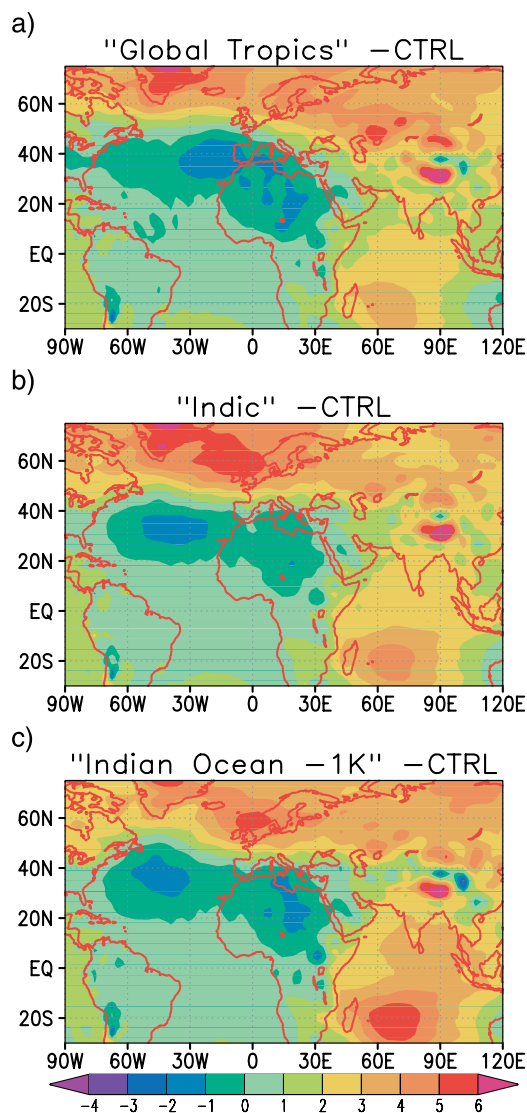 a)
"Global Tropics" −CTRL
60N
40N
20N
EQ
20S
90W 60W 30W 0 30E 60E 90E 120E
b)
"Indic" −CTRL
60N
40N
20N
EQ
20S
90W 60W 30W 0 30E 60E 90E 120E
c)
"Indian Ocean −1K" −CTRL
60N
40N
20N
EQ
20S
90W 60W 30W 0 30E 60E 90E 120E
−4 −3 −2 −1 0 1 2 3 4 5 6